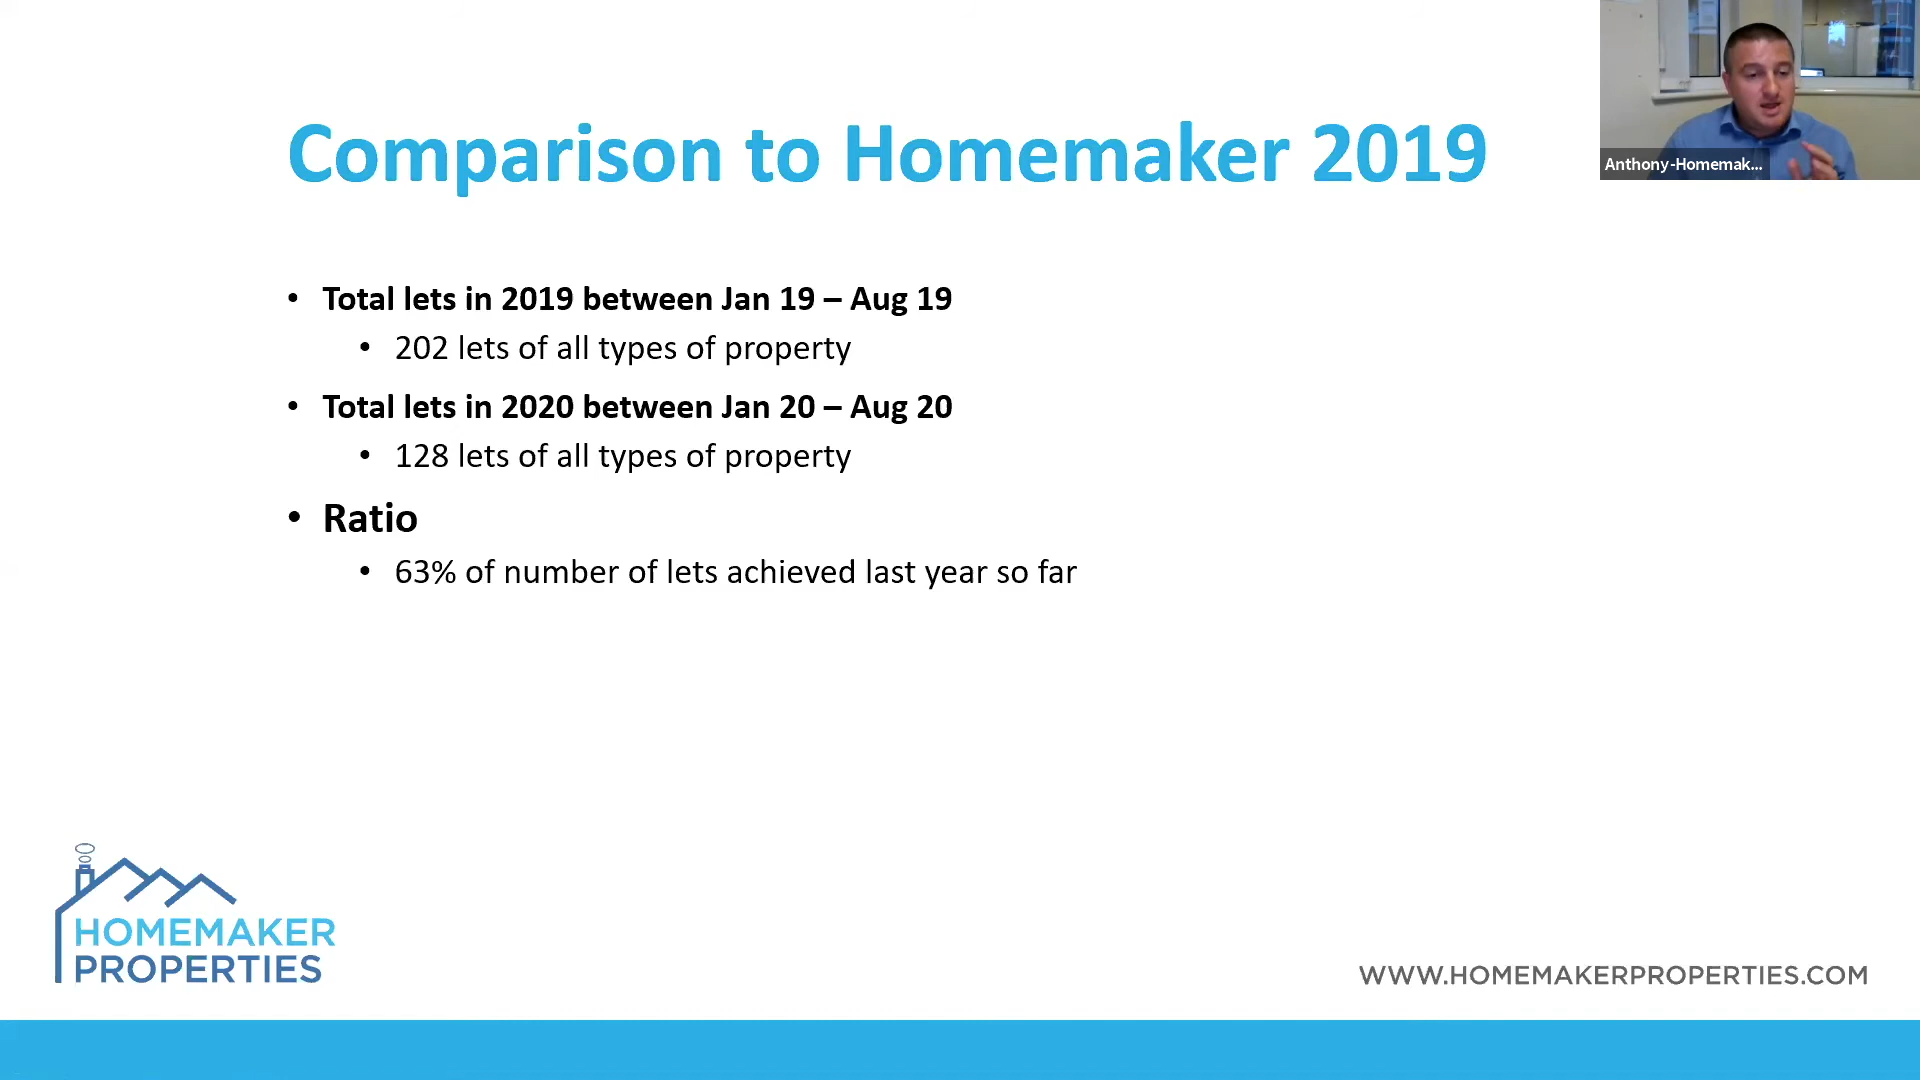 Comparison to Homemaker 2019
Anthony-Homemak...
• Total lets in 2019 between Jan 19 – Aug 19
• 202 lets of all types of property
• Total lets in 2020 between Jan 20 – Aug 20
• 128 lets of all types of property
• Ratio
• 63% of number of lets achieved last year so far
HOMEMAKER
PROPERTIES
WWW.HOMEMAKERPROPERTIES.COM